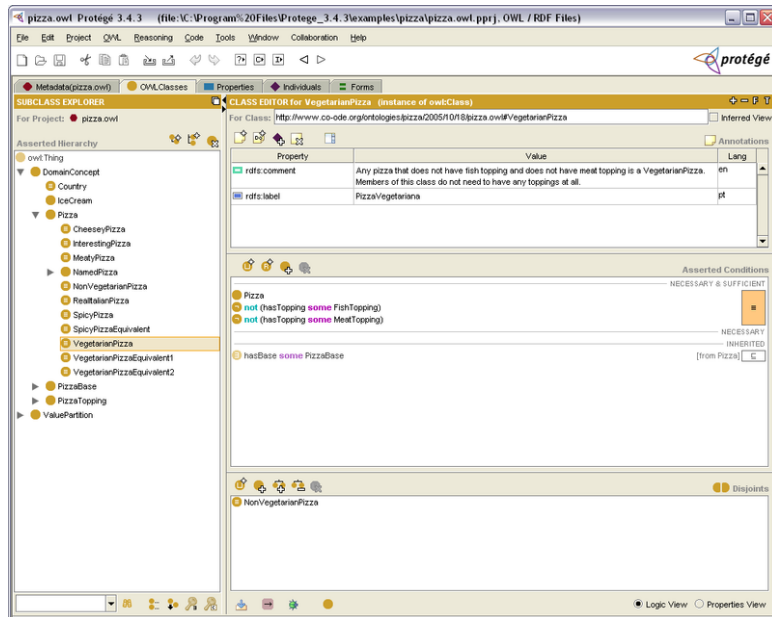 pizza.owl Protégé 3.4.3 (file:\C:\Program%20Files\Protege_3.4.3\examples\pizza\pizza.owl.pprj, OWL / RDF Files)
File Edit Project OWL Reasoning Code Tools Window Collaboration Help
protégé
Metadata(pizza.owl) OWLClasses Properties Individuals Forms
SUBCLASS EXPLORER
For Project: pizza.owl
Asserted Hierarchy
owl:Thing
DomainConcept
Country
IceCream
Pizza
CheeseyPizza
InterestingPizza
MeatyPizza
NamedPizza
NonVegetarianPizza
RealItalianPizza
SpicyPizza
SpicyPizzaEquivalent
VegetarianPizza
VegetarianPizzaEquivalent1
VegetarianPizzaEquivalent2
PizzaBase
PizzaTopping
ValuePartition
CLASS EDITOR for VegetarianPizza (instance of owl:Class)
For Class: http://www.co-ode.org/ontologies/pizza/2005/10/18/pizza.owl#VegetarianPizza Inferred View
Annotations
Property Value Lang
rdfs:comment Any pizza that does not have fish topping and does not have meat topping is a VegetarianPizza. en
Members of this class do not need to have any toppings at all.
rdfs:label PizzaVegetariana pt
Asserted Conditions
NECESSARY & SUFFICIENT
Pizza
not (hasTopping some FishTopping)
not (hasTopping some MeatTopping)
NECESSARY
INHERITED
hasBase some PizzaBase [from Pizza]
Disjoints
NonVegetarianPizza
Logic View Properties View